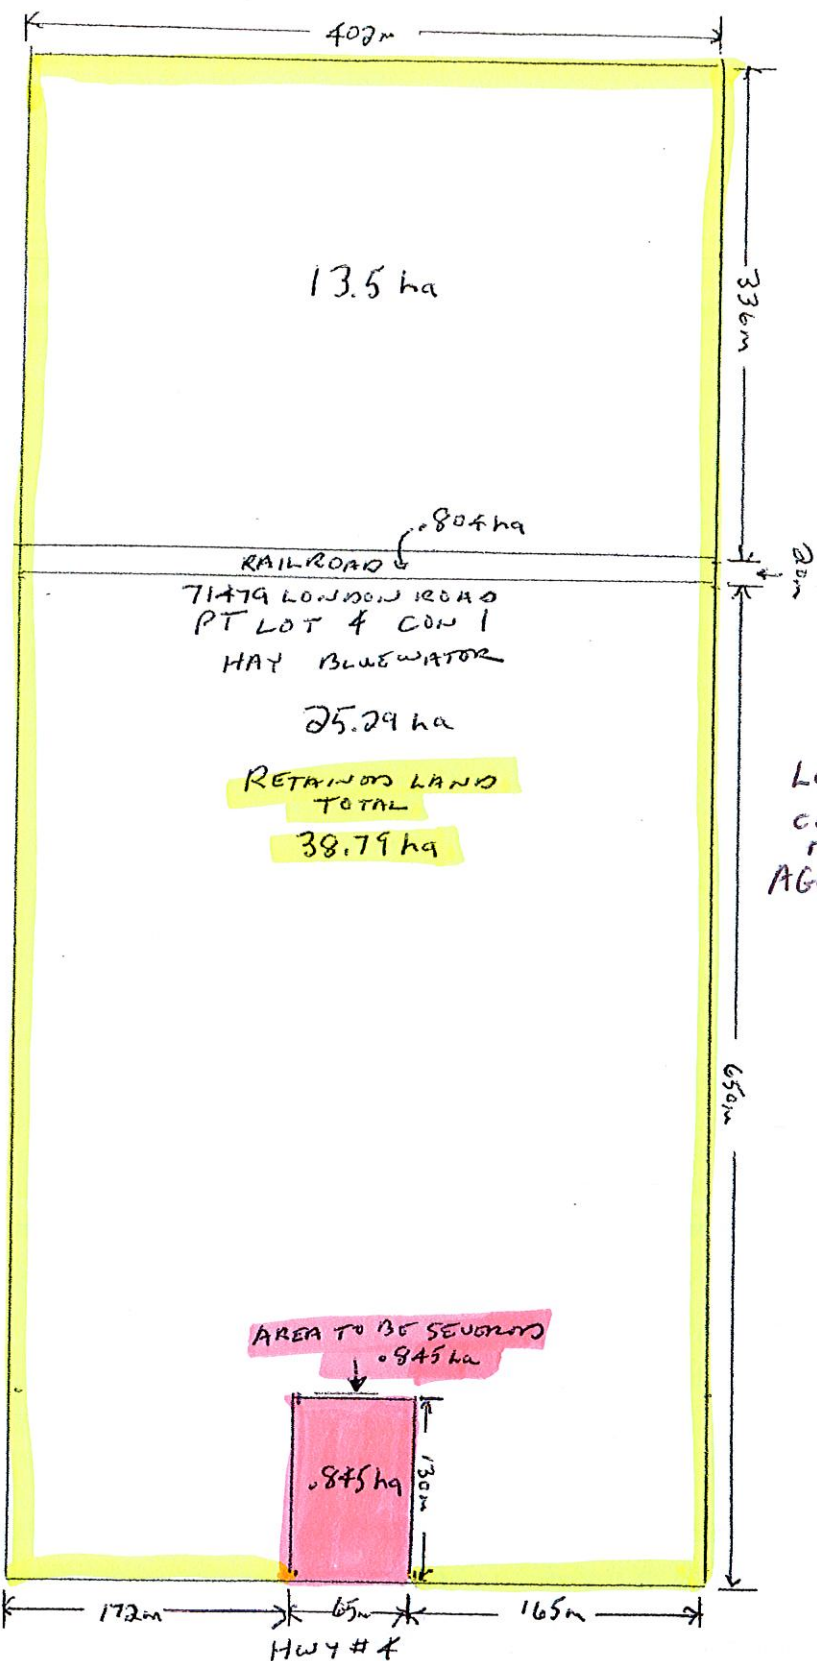 402m
13.5 ha
336m
.804 ha
RAILROAD
20m
71479 LONDON ROAD
PT LOT 4 CON 1
HAY BLUEWATER
25.29 ha
RETAINED LAND
TOTAL
38.79 ha
650m
AREA TO BE SEVERED
.845 ha
.845 ha
130m
172m
65m
165m
HWY #4